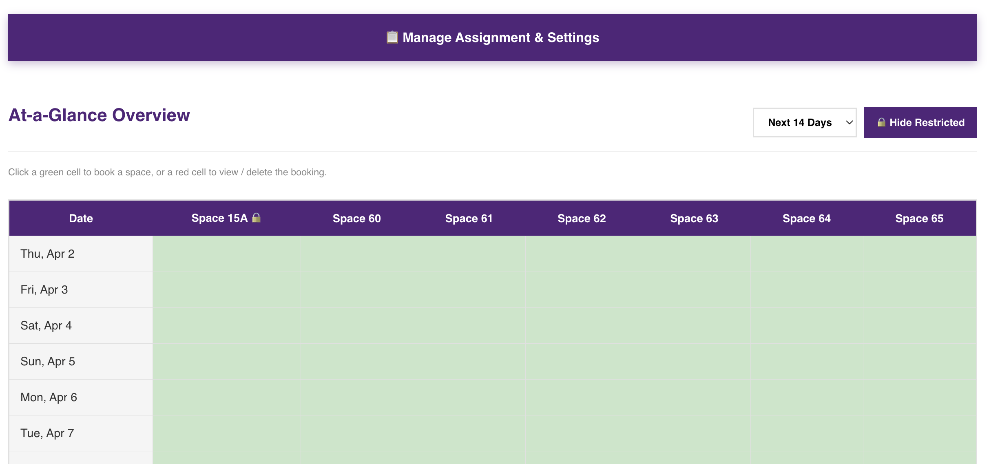 📋 Manage Assignment & Settings
At-a-Glance Overview
Next 14 Days
🔒 Hide Restricted
Click a green cell to book a space, or a red cell to view / delete the booking.
Date Space 15A 🔒 Space 60 Space 61 Space 62 Space 63 Space 64 Space 65
Thu, Apr 2
Fri, Apr 3
Sat, Apr 4
Sun, Apr 5
Mon, Apr 6
Tue, Apr 7